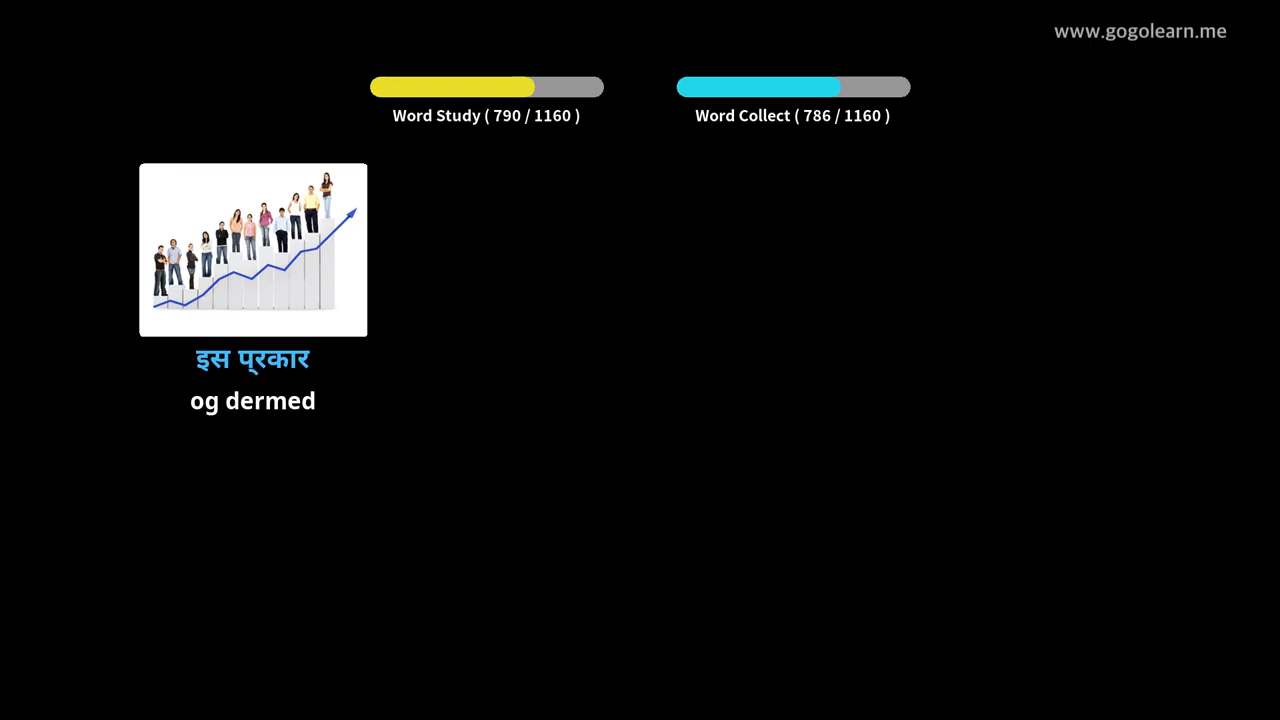 www.gogolearn.me
Word Study ( 790 / 1160 )
Word Collect ( 786 / 1160 )
इस प्रकार
og dermed